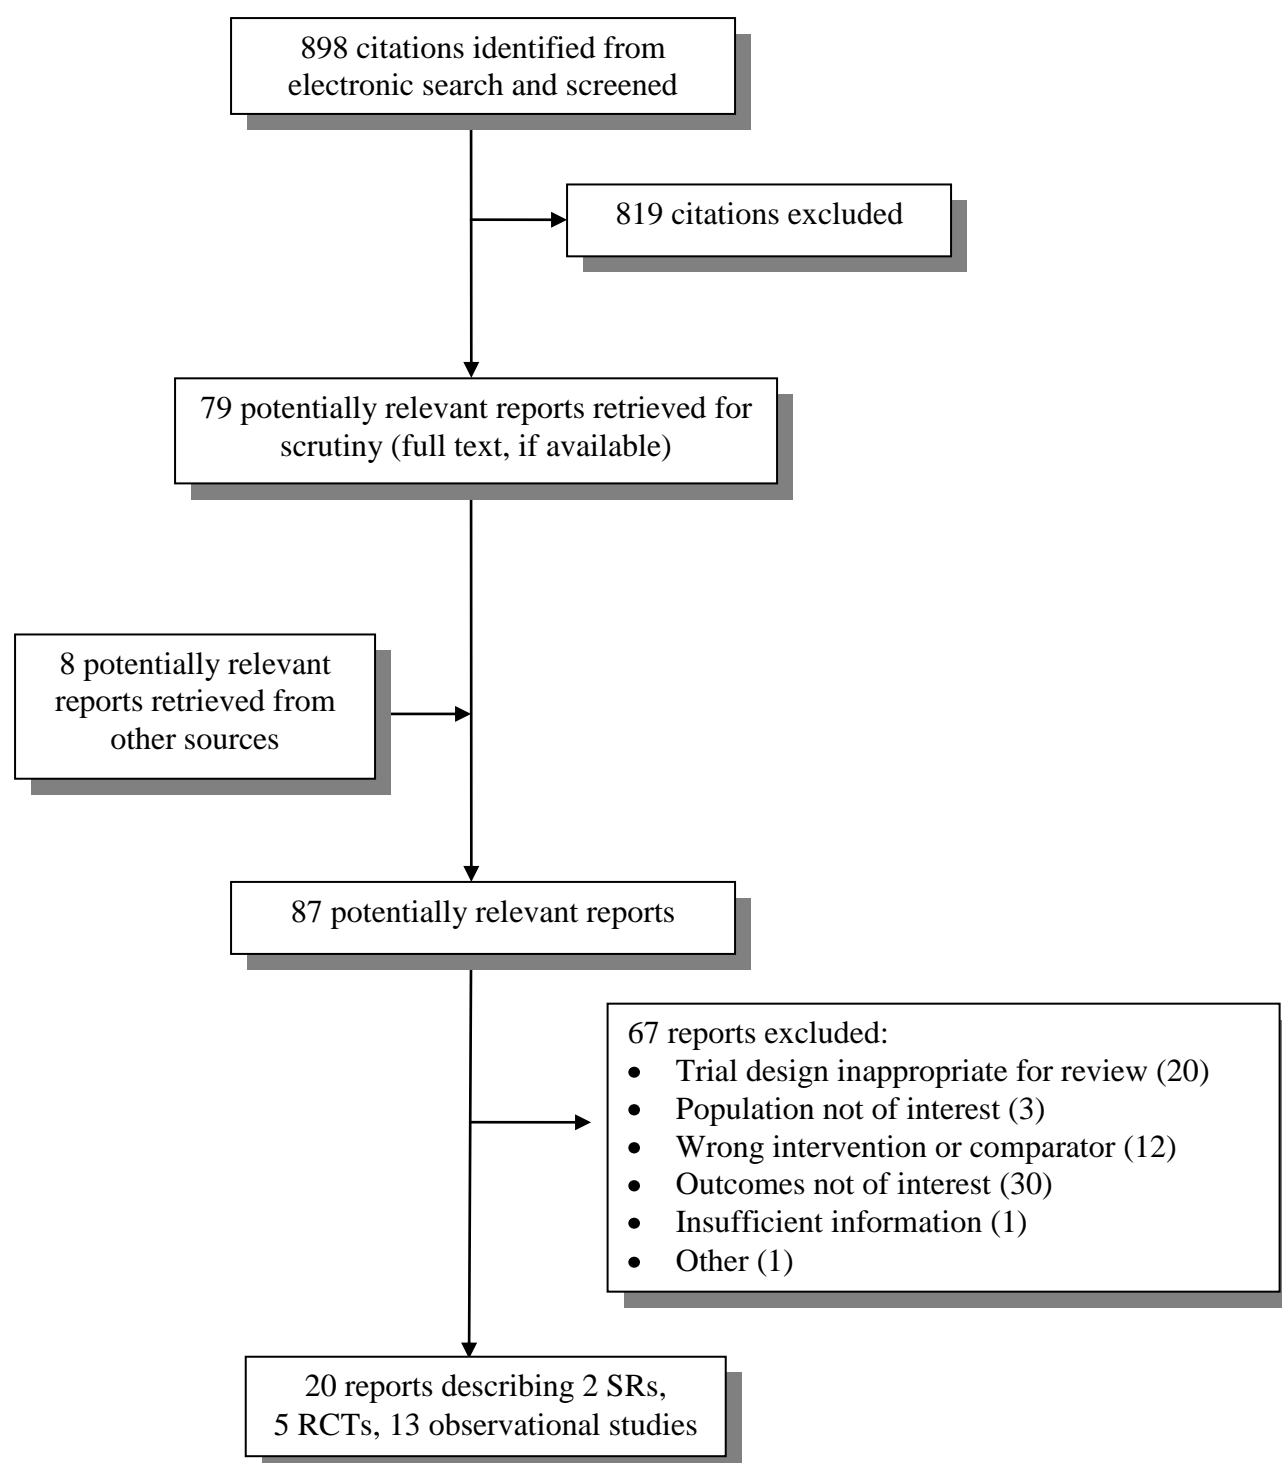 898 citations identified from
electronic search and screened
819 citations excluded
79 potentially relevant reports retrieved for
scrutiny (full text, if available)
8 potentially relevant
reports retrieved from
other sources
87 potentially relevant reports
67 reports excluded:
• Trial design inappropriate for review (20)
• Population not of interest (3)
• Wrong intervention or comparator (12)
• Outcomes not of interest (30)
• Insufficient information (1)
• Other (1)
20 reports describing 2 SRs,
5 RCTs, 13 observational studies